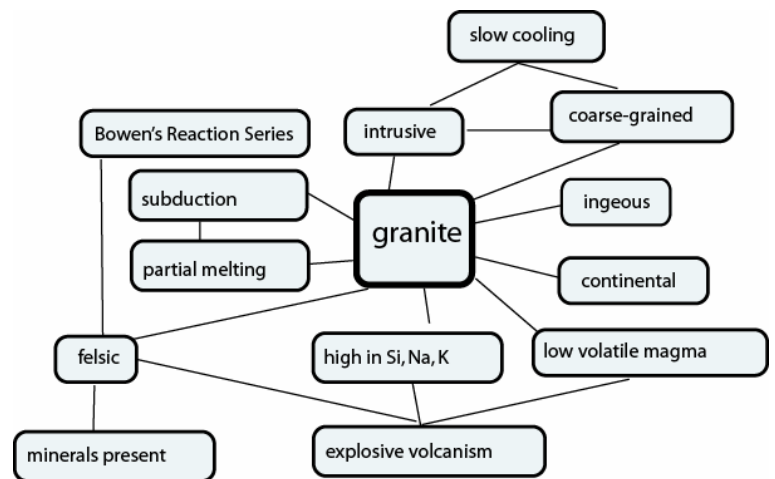 slow cooling
Bowen's Reaction Series
intrusive
coarse-grained
subduction
granite
ingeous
partial melting
continental
felsic
high in Si, Na, K
low volatile magma
minerals present
explosive volcanism